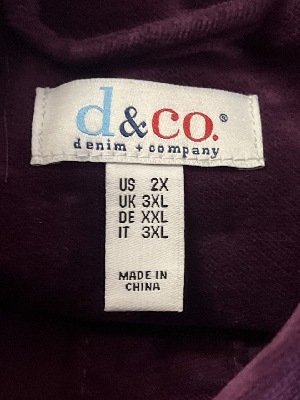 d&co.®
denim + company
US 2X
UK 3XL
DE XXL
IT 3XL
MADE IN
CHINA